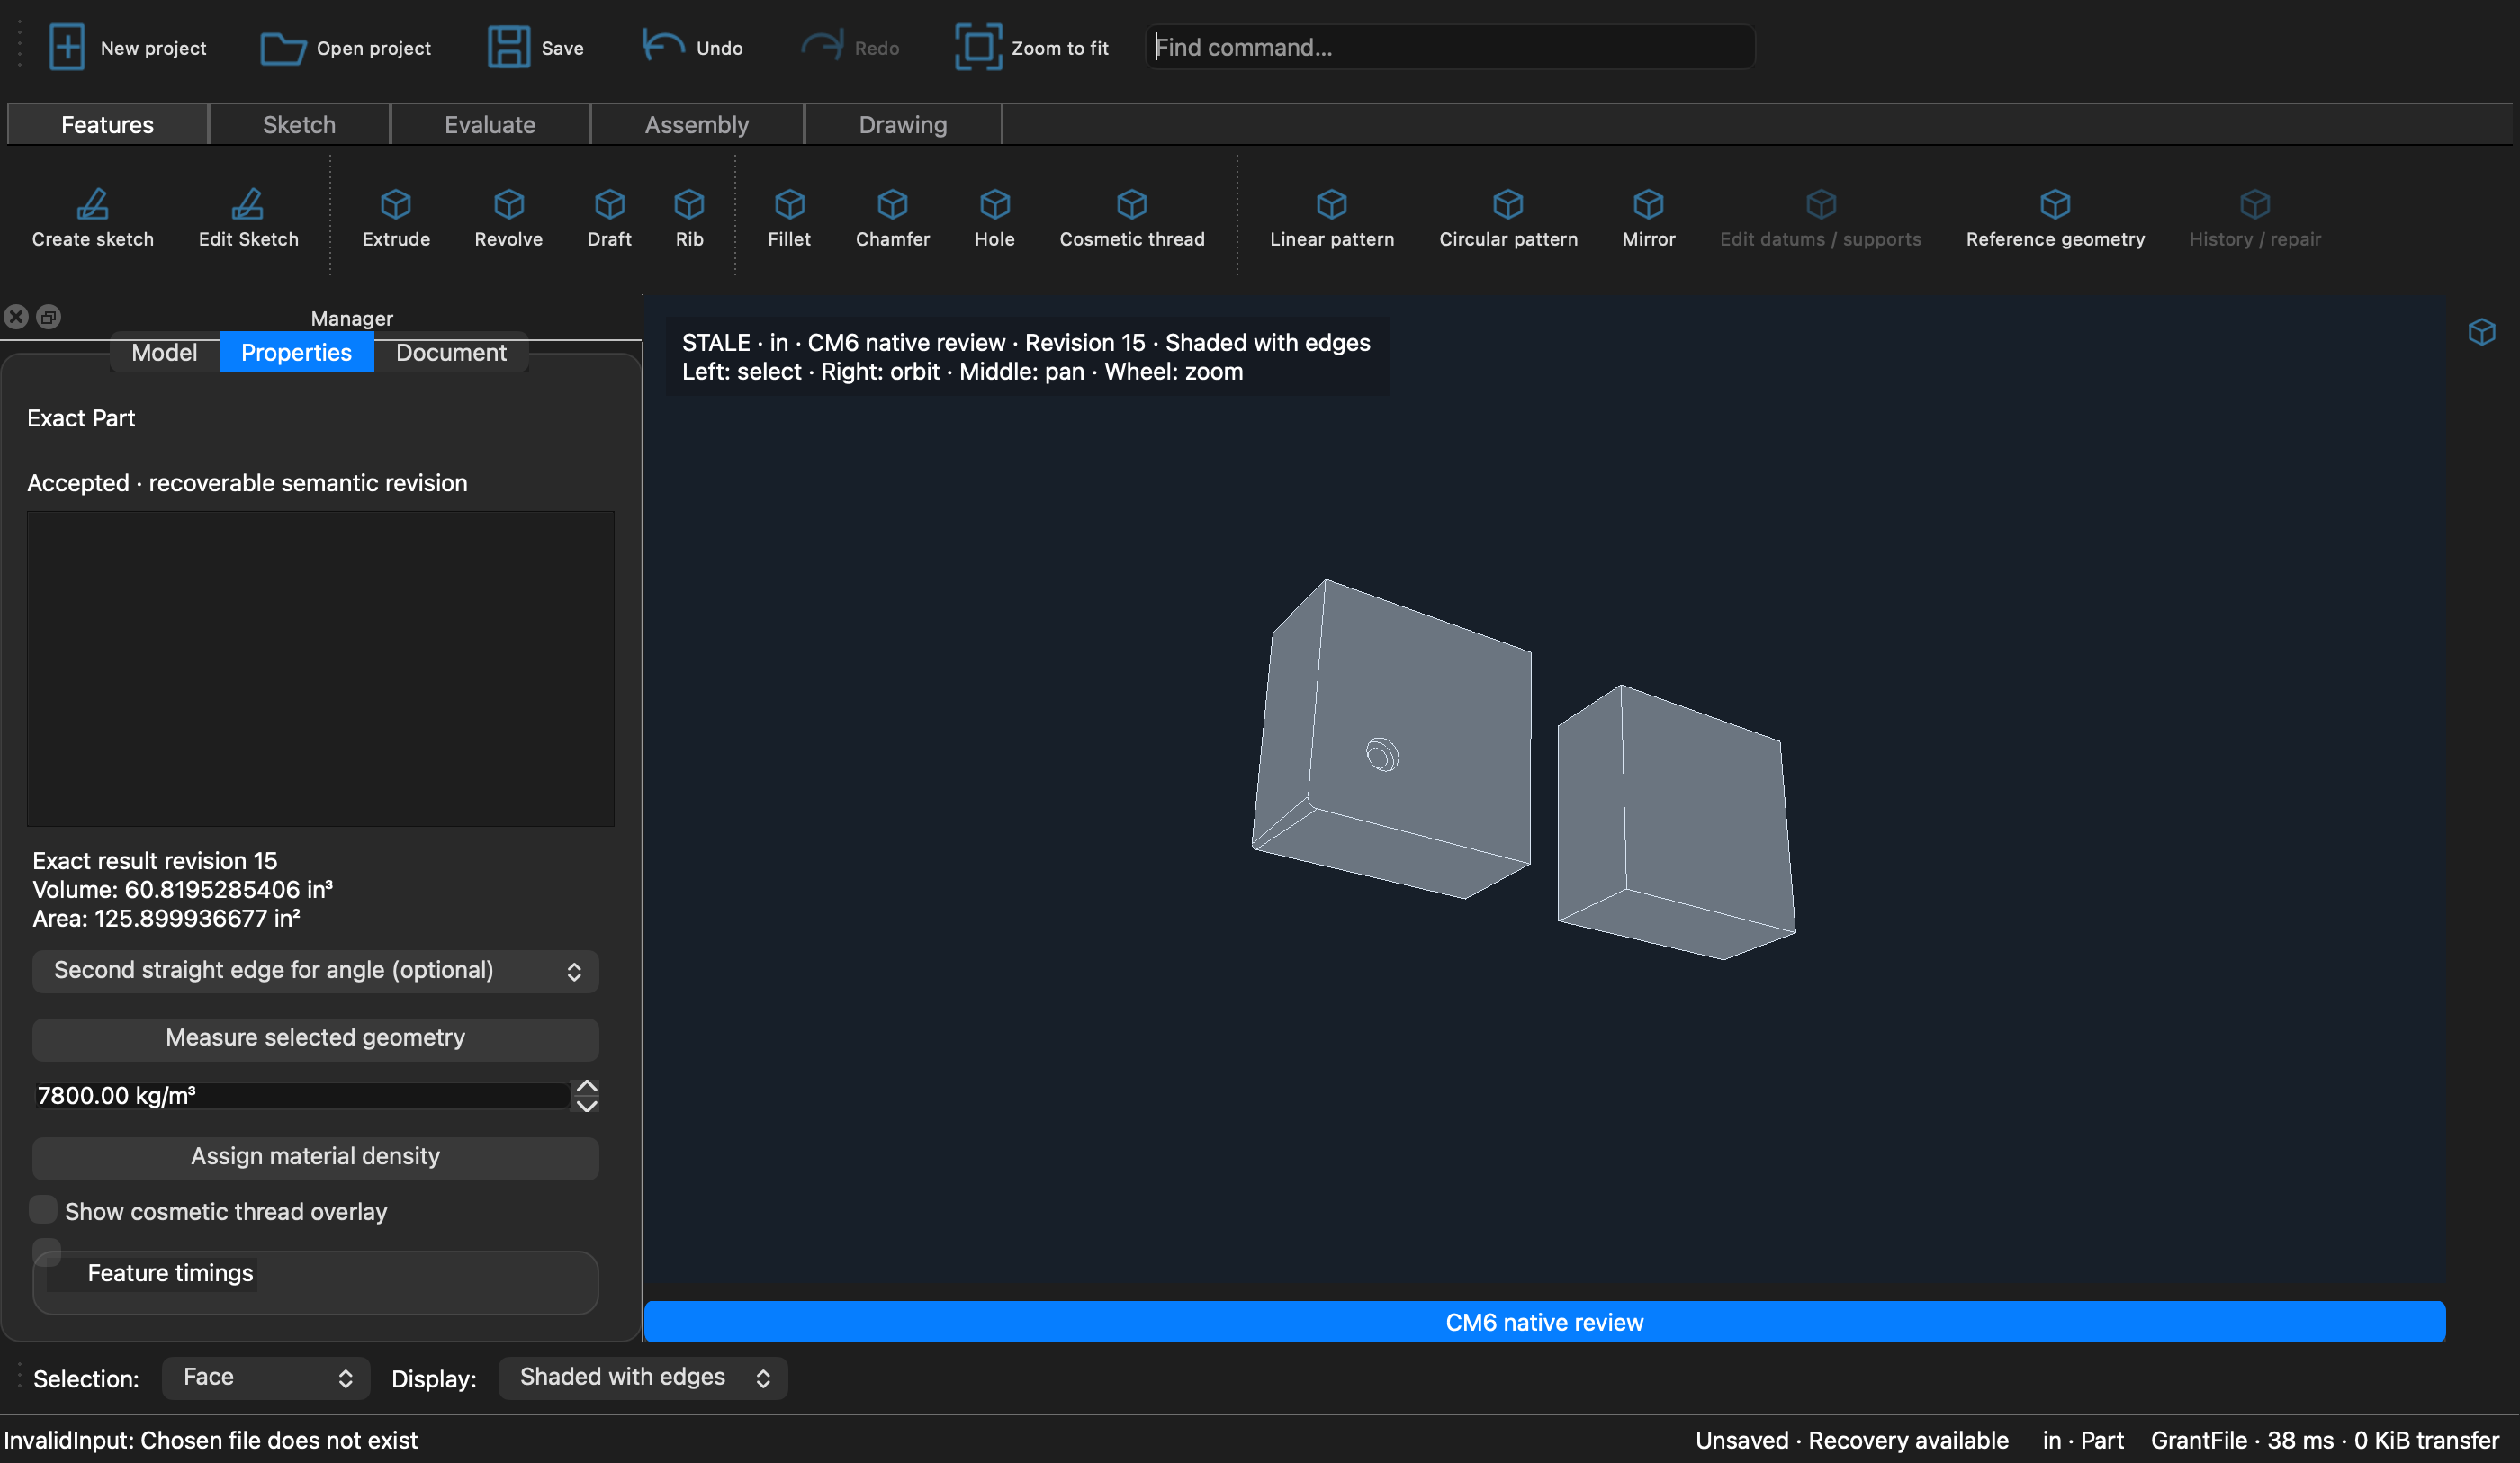 New project
Open project
Save
Undo
Redo
Zoom to fit
Find command...
Features
Sketch
Evaluate
Assembly
Drawing
Create sketch
Edit Sketch
Extrude
Revolve
Draft
Rib
Fillet
Chamfer
Hole
Cosmetic thread
Linear pattern
Circular pattern
Mirror
Edit datums / supports
Reference geometry
History / repair
Manager
Model
Properties
Document
Exact Part
Accepted · recoverable semantic revision
Exact result revision 15
Volume: 60.8195285406 in³
Area: 125.899936677 in²
Second straight edge for angle (optional)
Measure selected geometry
7800.00 kg/m³
Assign material density
Show cosmetic thread overlay
Feature timings
STALE · in · CM6 native review · Revision 15 · Shaded with edges
Left: select · Right: orbit · Middle: pan · Wheel: zoom
CM6 native review
Selection:
Face
Display:
Shaded with edges
InvalidInput: Chosen file does not exist
Unsaved · Recovery available
in · Part
GrantFile · 38 ms · 0 KiB transfer